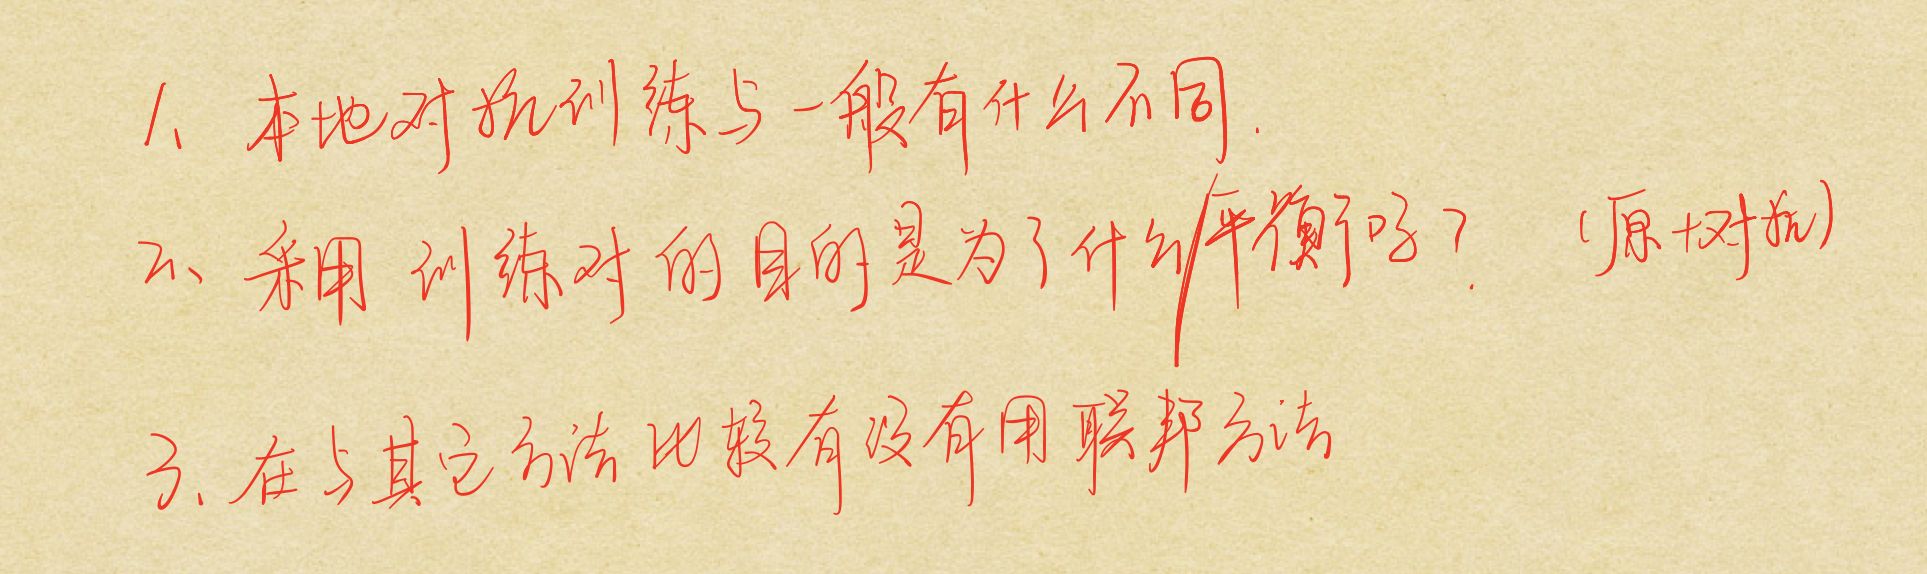 1、本地对抗训练与一般有什么不同.
2、采用 训练对 的目的是为了什么/平衡了吗? (原+对抗)
3、在与其它方法比较有没有用联邦方法